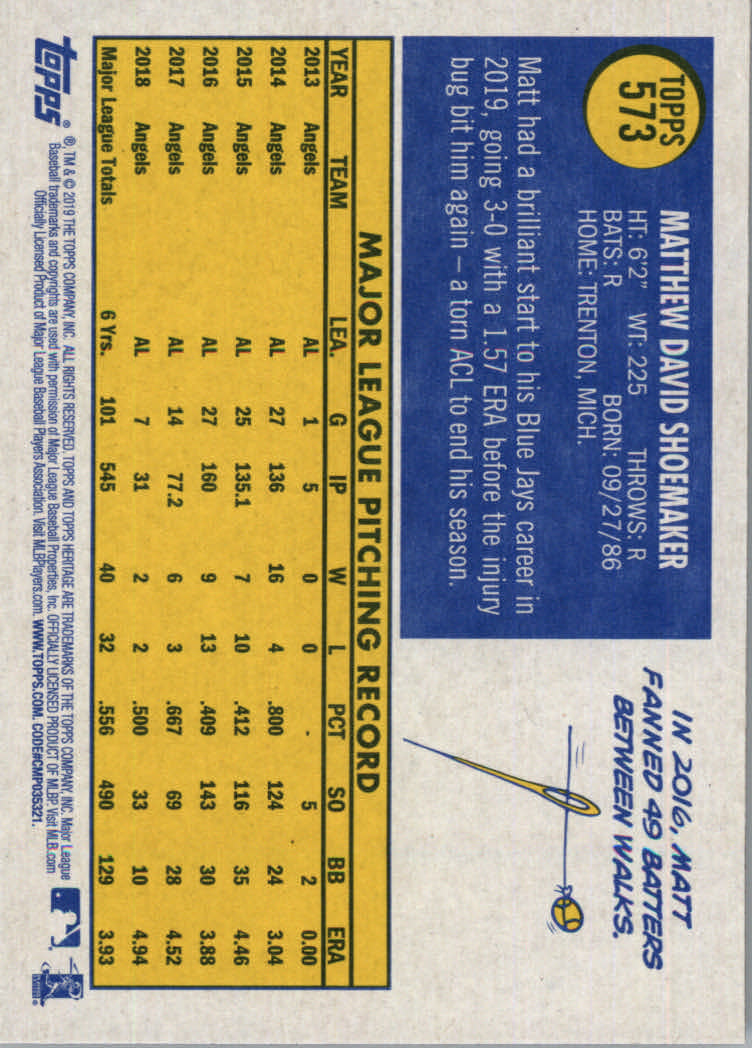 TOPPS
573
MATTHEW DAVID SHOEMAKER
HT: 6'2" WT: 225 THROWS: R
BATS: R BORN: 09/27/86
HOME: TRENTON, MICH.
Matt had a brilliant start to his Blue Jays career in
2019, going 3-0 with a 1.57 ERA before the injury
bug bit him again – a torn ACL to end his season.
IN 2016, MATT
FANNED 49 BATTERS
BETWEEN WALKS.
MAJOR LEAGUE PITCHING RECORD
YEAR TEAM LEA. G IP W L PCT SO BB ERA
2013 Angels AL 1 5 0 0 . 5 2 0.00
2014 Angels AL 27 136 16 4 .800 124 24 3.04
2015 Angels AL 25 135.1 7 10 .412 116 35 4.46
2016 Angels AL 27 160 9 13 .409 143 30 3.88
2017 Angels AL 14 77.2 6 3 .667 69 28 4.52
2018 Angels AL 7 31 2 2 .500 33 10 4.94
Major League Totals 6 Yrs. 101 545 40 32 .556 490 129 3.93
topps ®
®, TM & © 2019 THE TOPPS COMPANY, INC. ALL RIGHTS RESERVED. TOPPS AND TOPPS HERITAGE ARE TRADEMARKS OF THE TOPPS COMPANY, INC. Major League
Baseball trademarks and copyrights are used with permission of Major League Baseball Properties, Inc. OFFICIALLY LICENSED PRODUCT OF MLBP. Visit MLB.com
Officially Licensed Product of Major League Baseball Players Association. Visit MLBPlayers.com. WWW.TOPPS.COM. CODE#CMP035321.